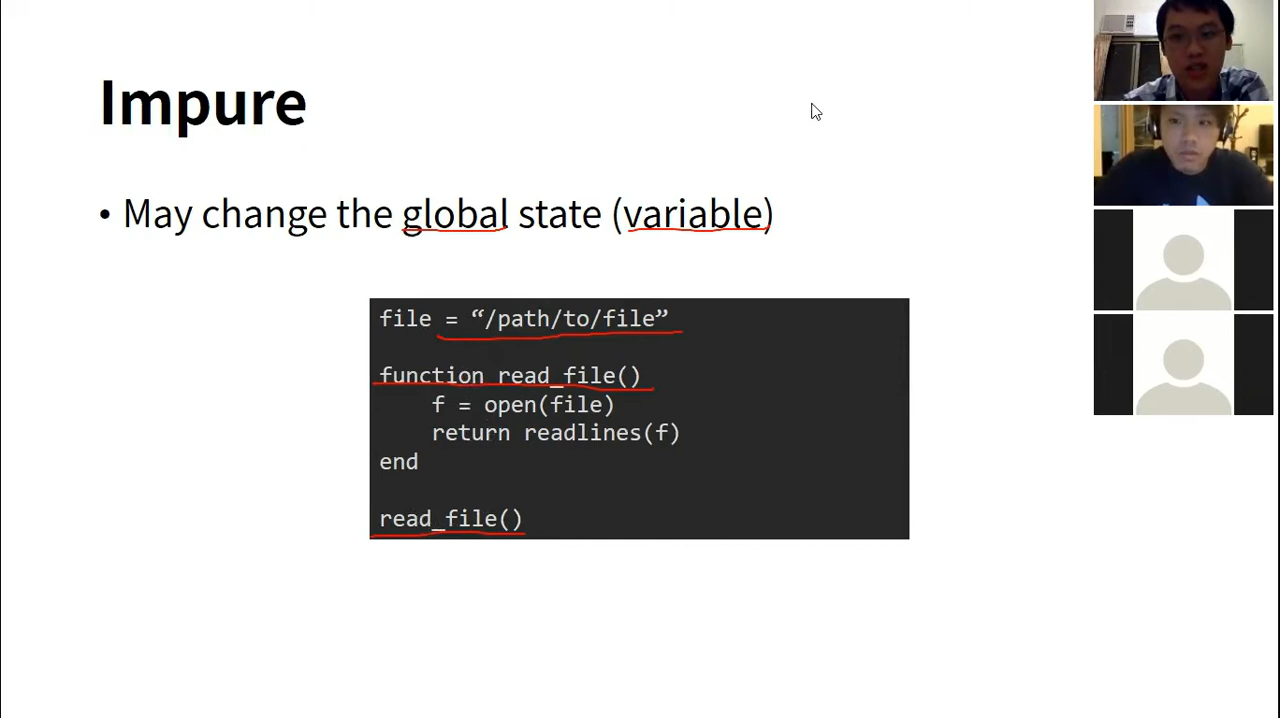 Impure
• May change the global state (variable)
file = “/path/to/file”
function read_file()
f = open(file)
return readlines(f)
end
read_file()